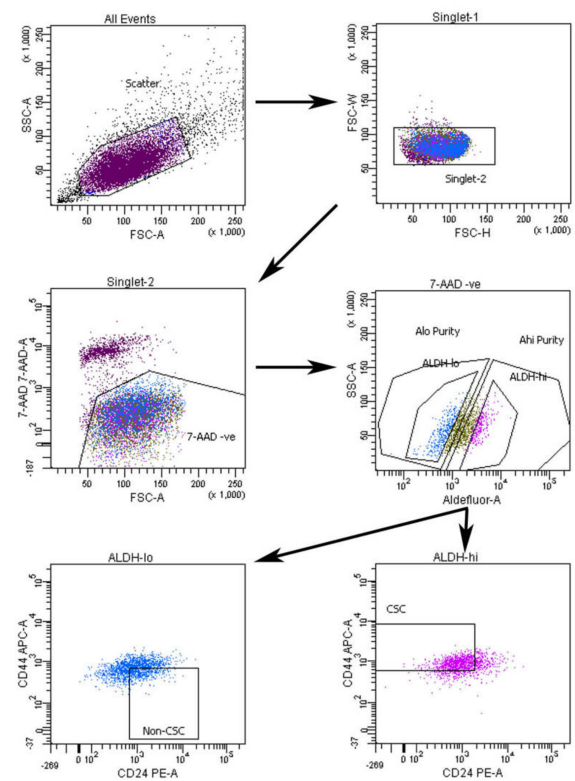 All Events
(x 1,000)
250
200
150
100
50
SSC-A
Scatter
50 100 150 200 250
FSC-A
(x 1,000)
Singlet-1
(x 1,000)
250
200
150
100
50
FSC-W
Singlet-2
50 100 150 200 250
FSC-H
(x 1,000)
Singlet-2
10^5
10^4
10^3
10^2
-187
7-AAD 7-AAD-A
7-AAD -ve
50 100 150 200 250
FSC-A
(x 1,000)
7-AAD -ve
(x 1,000)
250
200
150
100
50
SSC-A
Alo Purity
Ahi Purity
ALDH-lo
ALDH-hi
10^2 10^3 10^4 10^5
Aldefluor-A
ALDH-lo
10^5
10^4
10^3
10^2
0
-37
CD44 APC-A
Non-CSC
-269 0 10^2 10^3 10^4 10^5
CD24 PE-A
ALDH-hi
10^5
10^4
10^3
10^2
0
-37
CD44 APC-A
CSC
-269 0 10^2 10^3 10^4 10^5
CD24 PE-A